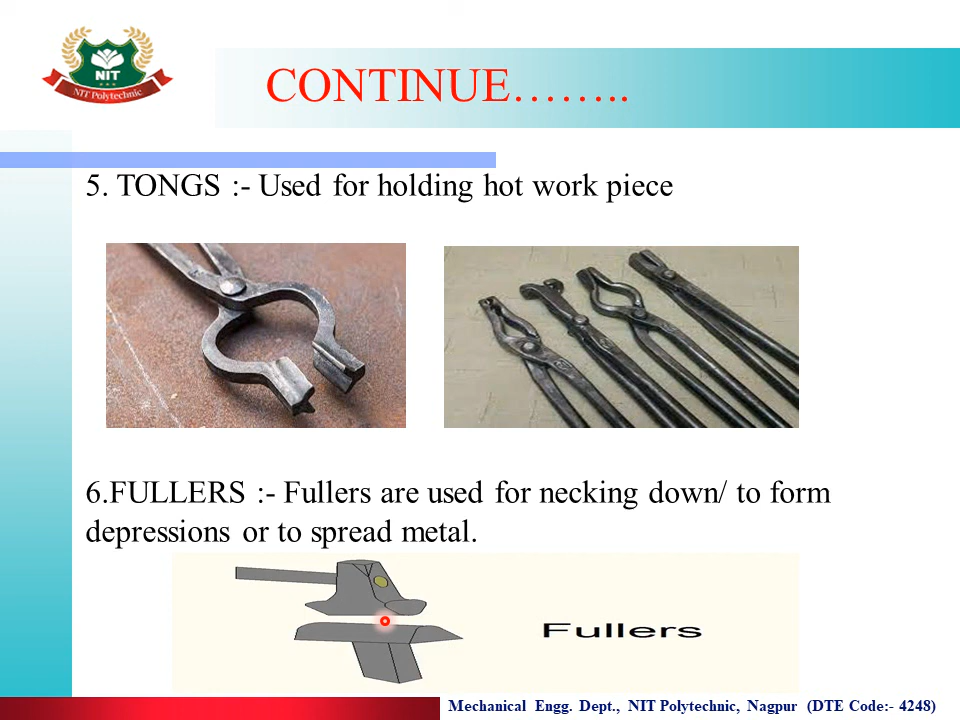 NIT
NIT Polytechnic
CONTINUE……..
5. TONGS :- Used for holding hot work piece
6.FULLERS :- Fullers are used for necking down/ to form
depressions or to spread metal.
Fullers
Mechanical Engg. Dept., NIT Polytechnic, Nagpur (DTE Code:- 4248)